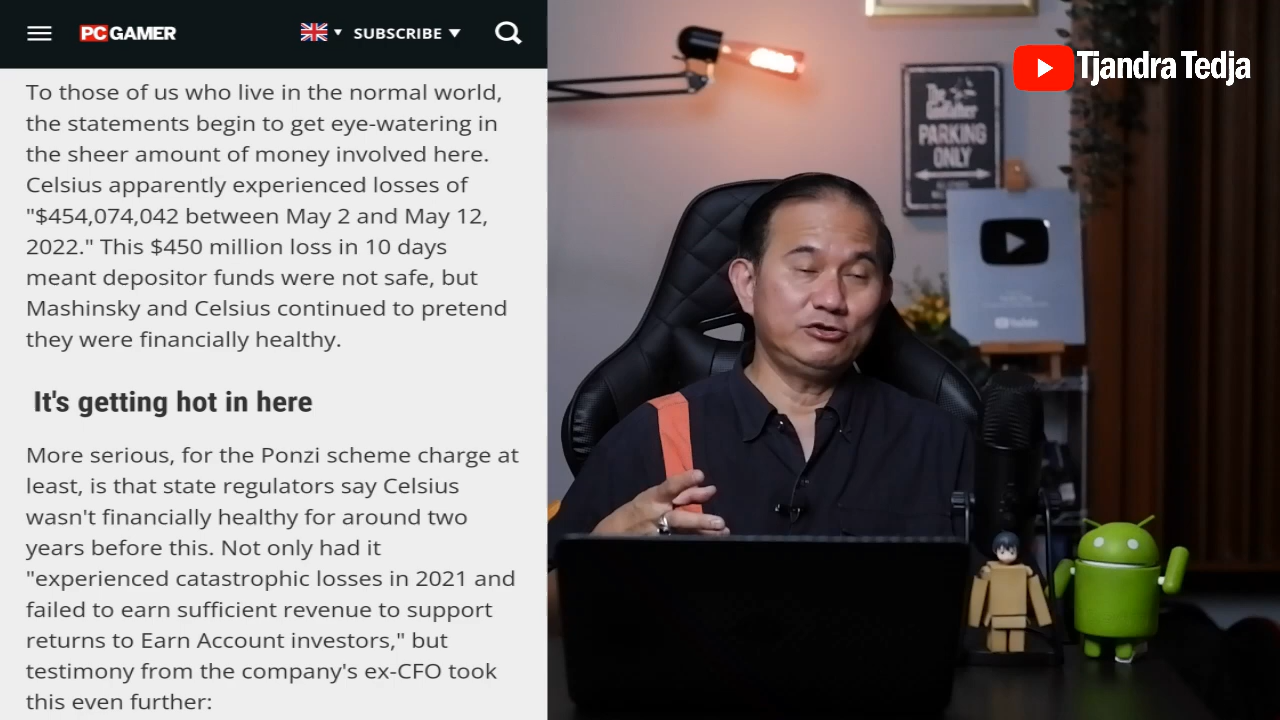 PC GAMER
SUBSCRIBE
To those of us who live in the normal world,
the statements begin to get eye-watering in
the sheer amount of money involved here.
Celsius apparently experienced losses of
"$454,074,042 between May 2 and May 12,
2022." This $450 million loss in 10 days
meant depositor funds were not safe, but
Mashinsky and Celsius continued to pretend
they were financially healthy.
It's getting hot in here
More serious, for the Ponzi scheme charge at
least, is that state regulators say Celsius
wasn't financially healthy for around two
years before this. Not only had it
"experienced catastrophic losses in 2021 and
failed to earn sufficient revenue to support
returns to Earn Account investors," but
testimony from the company's ex-CFO took
this even further:
Tjandra Tedja
The
Godfather
PARKING
ONLY
YouTube